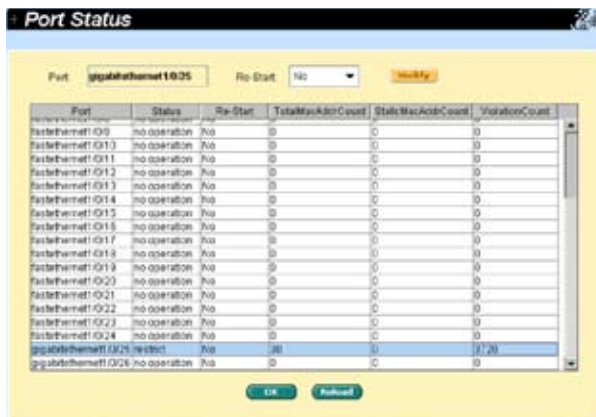 Port Status
Port gigabitethernet1/0/25 Re-Start No Modify
Port Status Re-Start TotalMacAddrCount StaticMacAddrCount ViolationCount
fastethernet1/0/9 no operation No 0 0 0
fastethernet1/0/10 no operation No 0 0 0
fastethernet1/0/11 no operation No 0 0 0
fastethernet1/0/12 no operation No 0 0 0
fastethernet1/0/13 no operation No 0 0 0
fastethernet1/0/14 no operation No 0 0 0
fastethernet1/0/15 no operation No 0 0 0
fastethernet1/0/16 no operation No 0 0 0
fastethernet1/0/17 no operation No 0 0 0
fastethernet1/0/18 no operation No 0 0 0
fastethernet1/0/19 no operation No 0 0 0
fastethernet1/0/20 no operation No 0 0 0
fastethernet1/0/21 no operation No 0 0 0
fastethernet1/0/22 no operation No 0 0 0
fastethernet1/0/23 no operation No 0 0 0
fastethernet1/0/24 no operation No 0 0 0
gigabitethernet1/0/25 restrict No 30 0
gigabitethernet1/0/26 no operation No 0 0 0
OK Reload